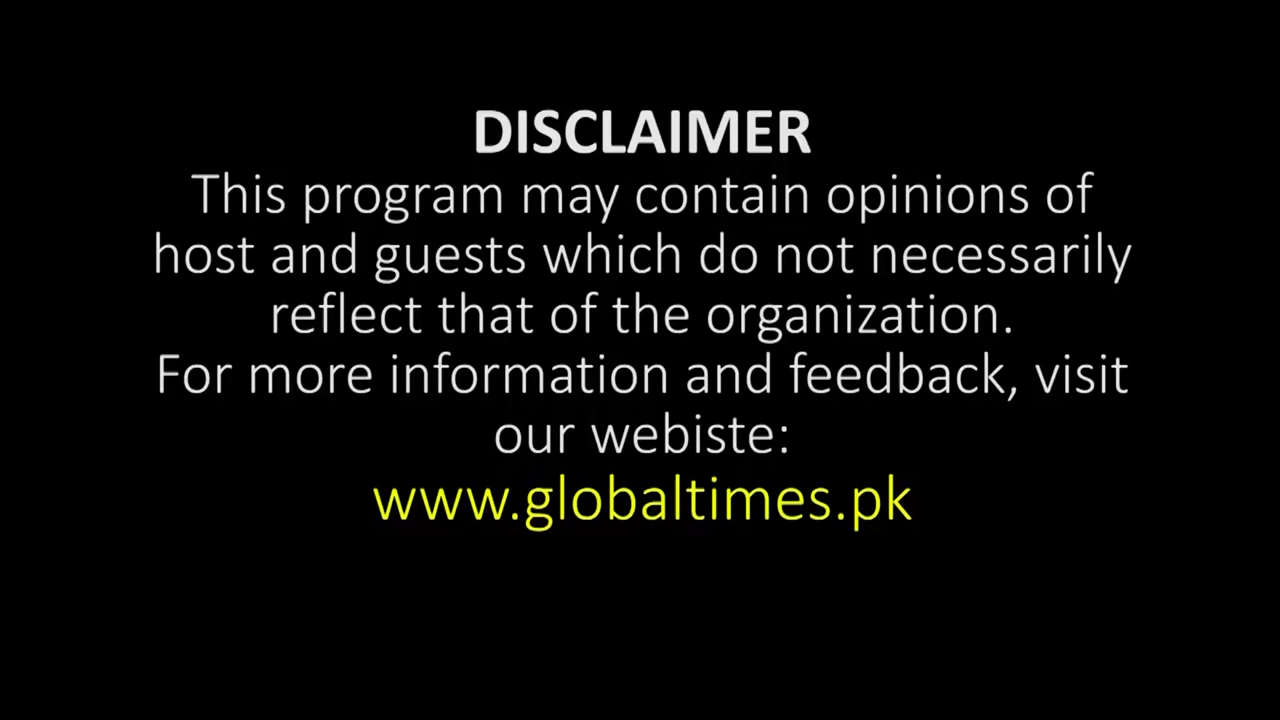 DISCLAIMER
This program may contain opinions of
host and guests which do not necessarily
reflect that of the organization.
For more information and feedback, visit
our webiste:
www.globaltimes.pk